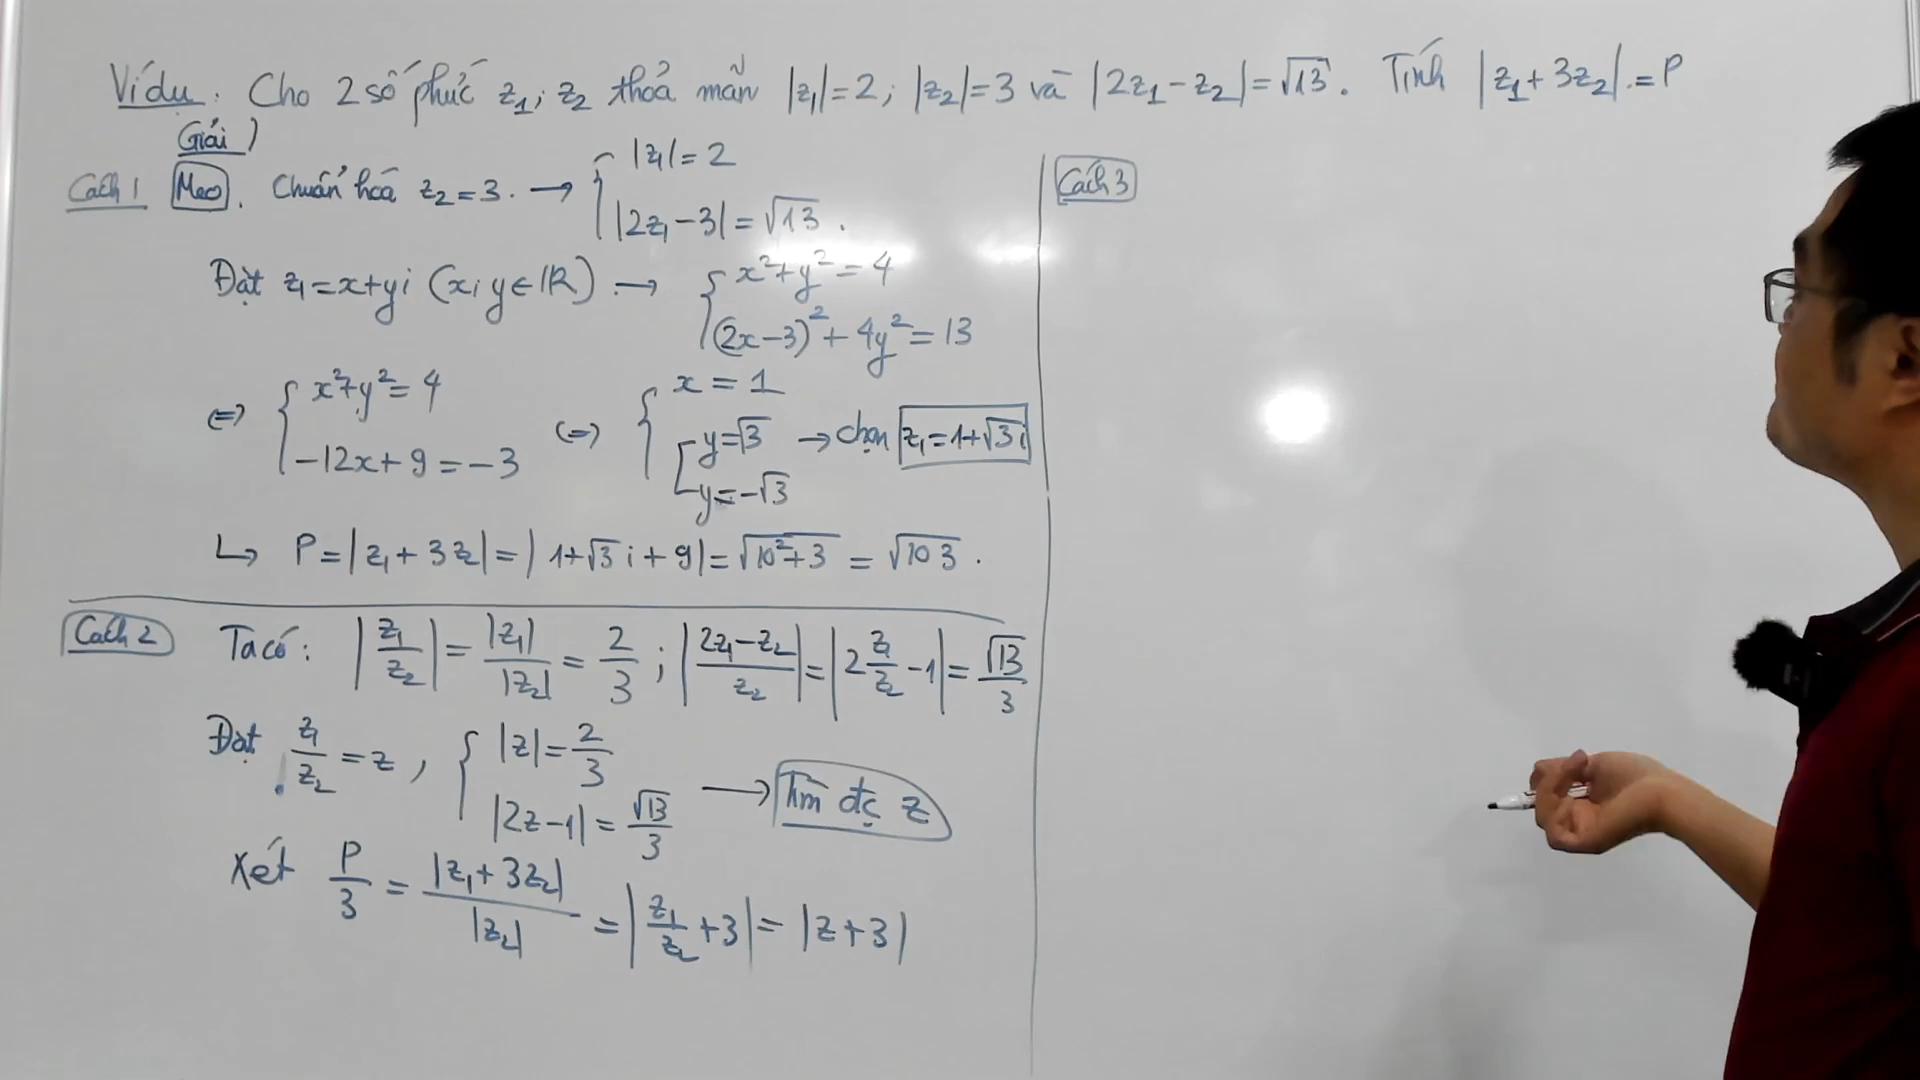 Ví dụ: Cho 2 số phức z₁; z₂ thỏa mãn |z₁|=2; |z₂|=3 và |2z₁-z₂|=√13. Tính |z₁+3z₂|.=P
Giải)
Cách 1 Mẹo. Chuẩn hoá z₂=3. → { |z₁|=2
|2z₁-3|=√13.
Đặt z₁=x+yi (x; y∈ℝ) → { x²+y²=4
(2x-3)²+4y²=13
⇔ { x²+y²=4
-12x+9=-3
⇔ { x=1
[ y=√3
y=-√3
→ chọn z₁=1+√3i
↳ P=|z₁+3z₂|=|1+√3i+9|=√(10²+3)=√103.
Cách 2 Ta có: |z₁/z₂|=|z₁|/|z₂|=2/3; |(2z₁-z₂)/z₂|=|2z₁/z₂-1|=√13/3
Đặt z₁/z₂=z, { |z|=2/3
|2z-1|=√13/3
→ Tìm đc z
Xét P/3=|z₁+3z₂|/|z₂|=|z₁/z₂+3|=|z+3|
Cách 3